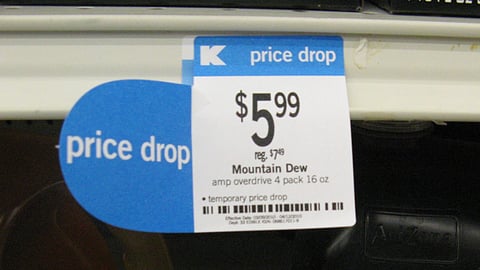 K price drop
$5.99
reg. $7.49
Mountain Dew
amp overdrive 4 pack 16 oz
• temporary price drop
price drop